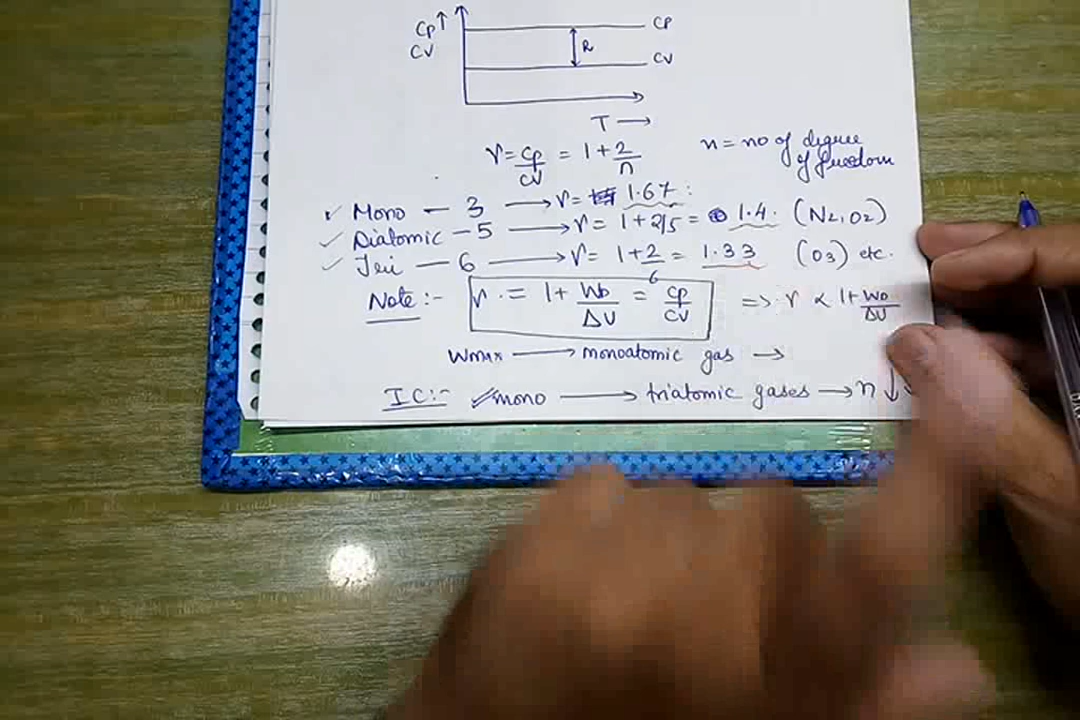 Cp↑ CP
CV R CV
T →
γ = Cp/CV = 1 + 2/n n = no of degree of freedom
✓ Mono — 3 → γ = 1.67 :
✓ Diatomic — 5 → γ = 1 + 2/5 = 1.4. (N2, O2)
✓ Tri — 6 → γ = 1 + 2/6 = 1.33 (O3) etc.
Note :- γ = 1 + WD/ΔU = Cp/CV => γ ∝ 1 + WD/ΔU
Wmax → monoatomic gas →
IC:- mono → triatomic gases → n ↓